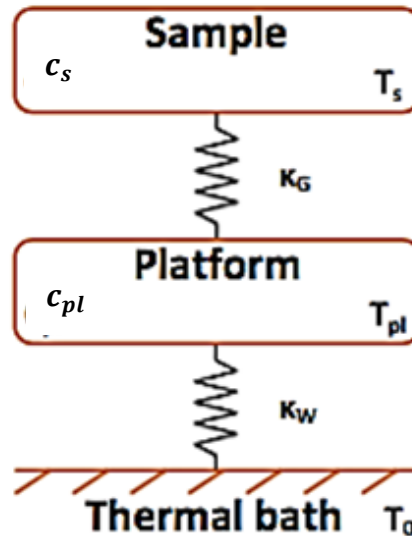 Sample
c_s
T_s
κ_G
Platform
c_pl
T_pl
κ_W
Thermal bath T_0